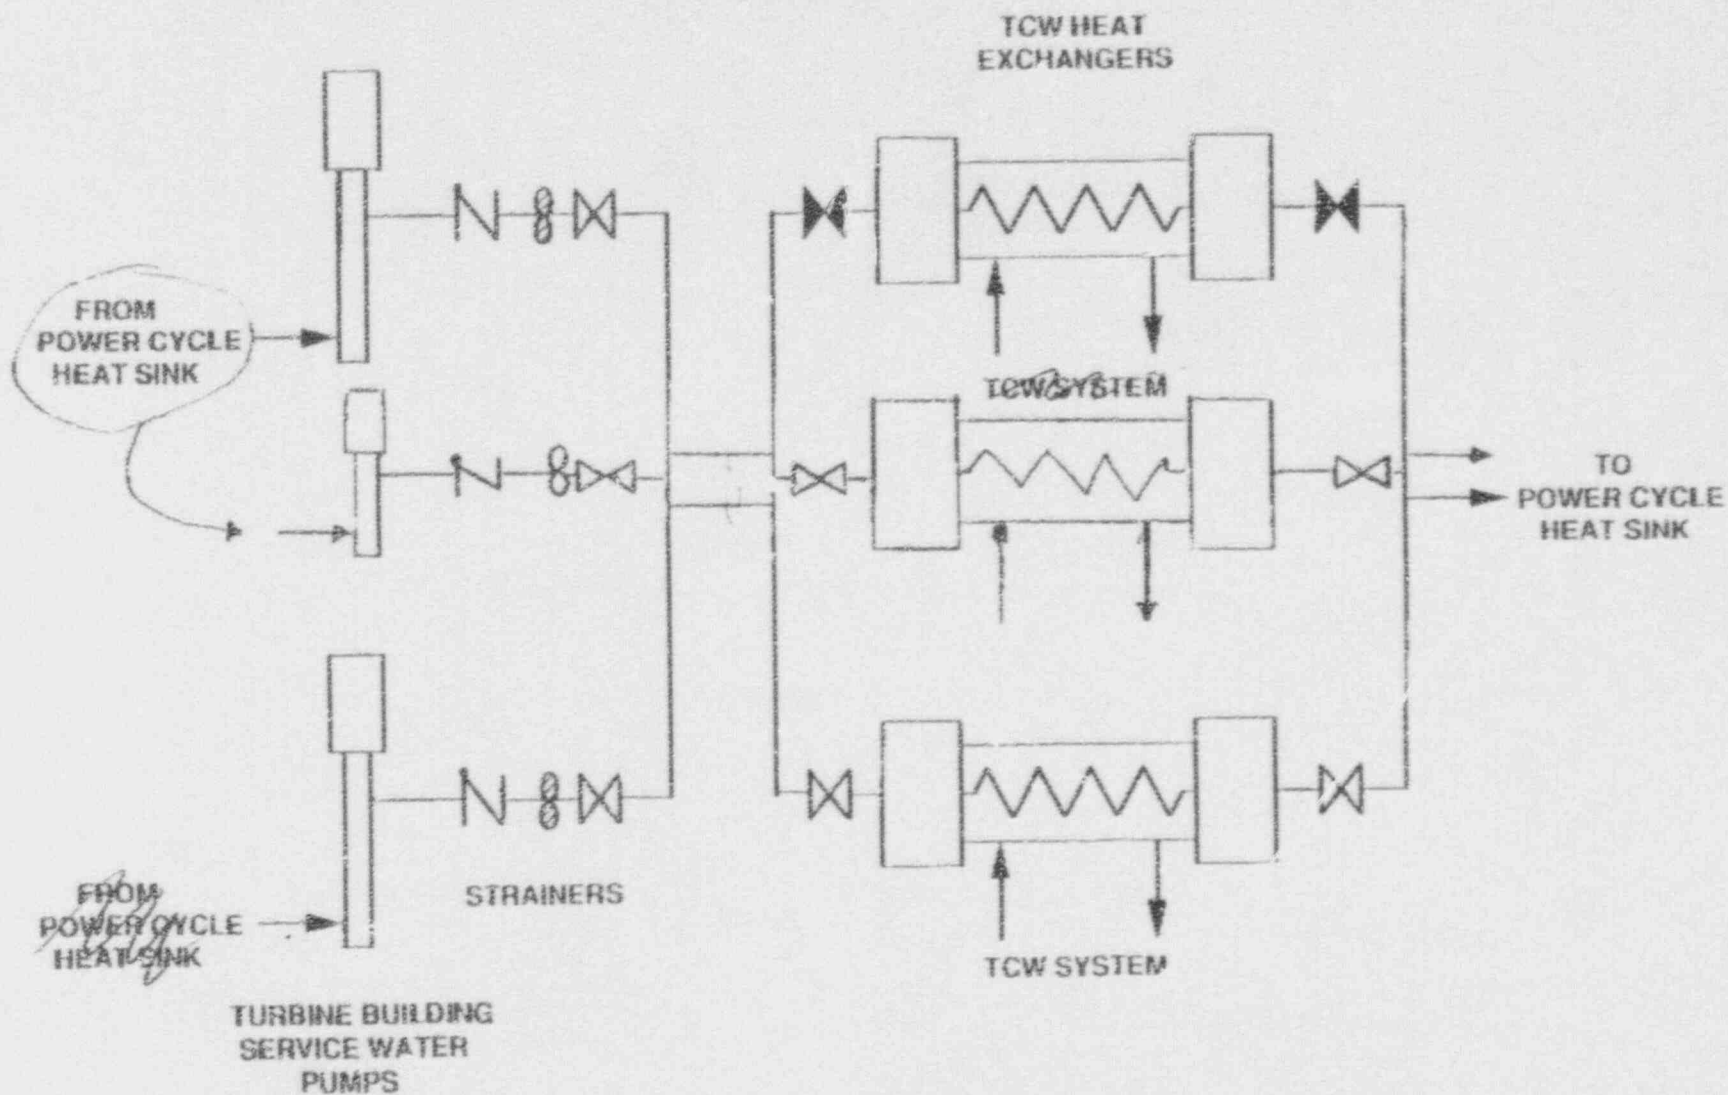 TCW HEAT
EXCHANGERS
FROM
POWER CYCLE
HEAT SINK
TCW SYSTEM
TO
POWER CYCLE
HEAT SINK
STRAINERS
FROM
POWER CYCLE
HEAT SINK
TCW SYSTEM
TURBINE BUILDING
SERVICE WATER
PUMPS